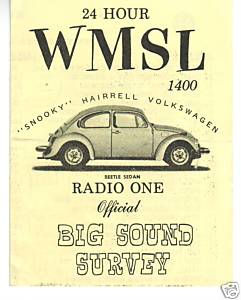 24 HOUR
WMSL
1400
"SNOOKY" HAIRRELL VOLKSWAGEN
BEETLE SEDAN
RADIO ONE
Official
BIG SOUND
SURVEY